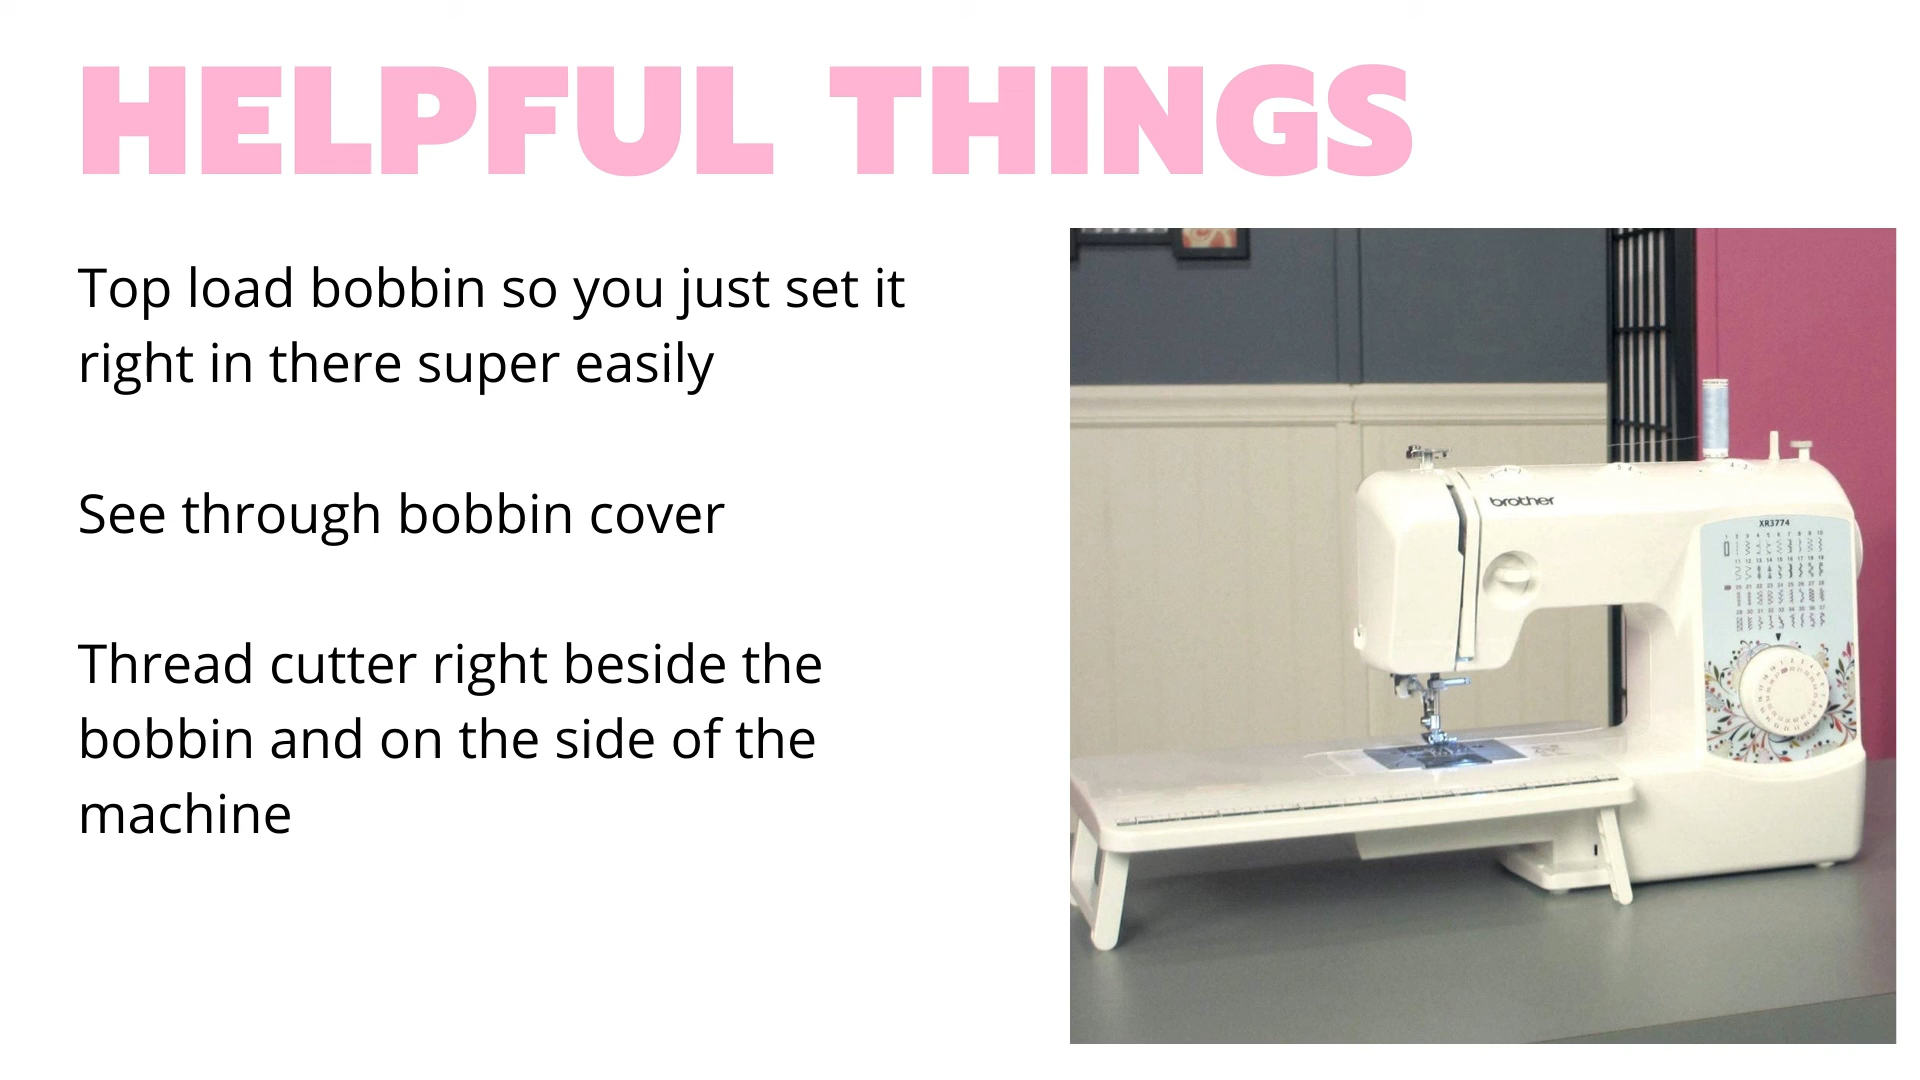 HELPFUL THINGS
Top load bobbin so you just set it
right in there super easily
See through bobbin cover
Thread cutter right beside the
bobbin and on the side of the
machine
brother
XR3774